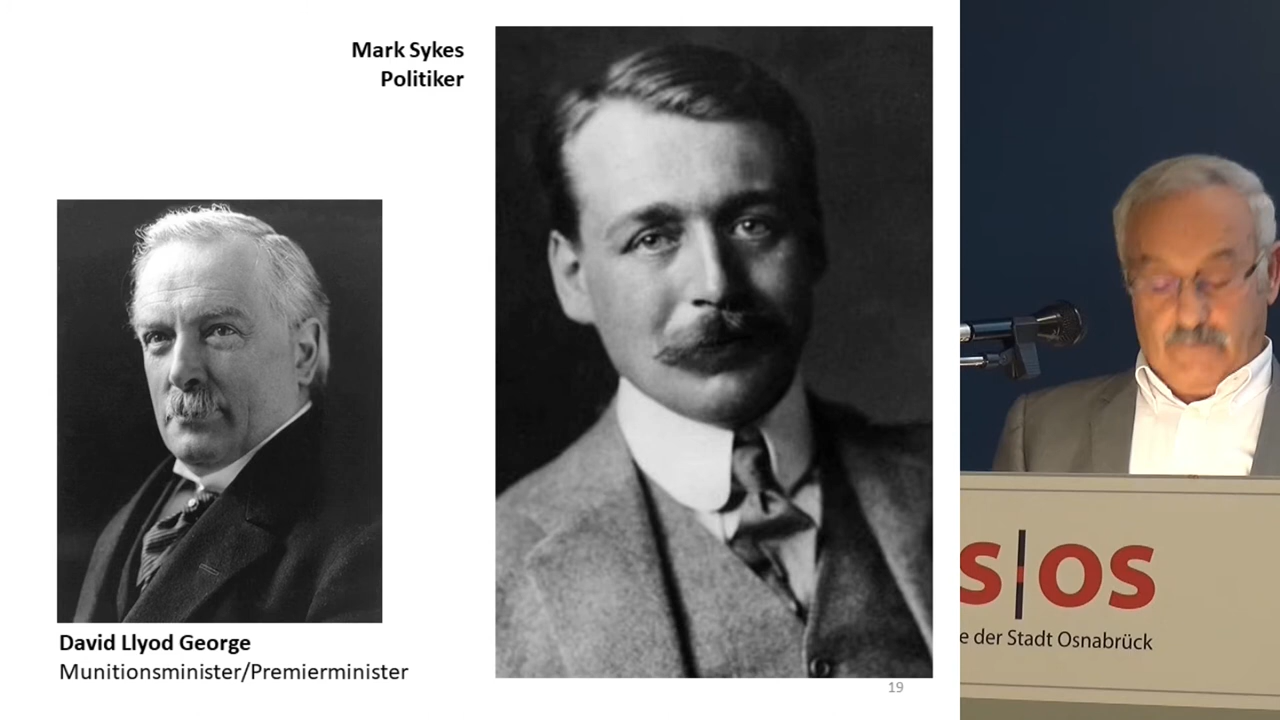 Mark Sykes
Politiker
David Llyod George
Munitionsminister/Premierminister
19
S|OS
e der Stadt Osnabrück